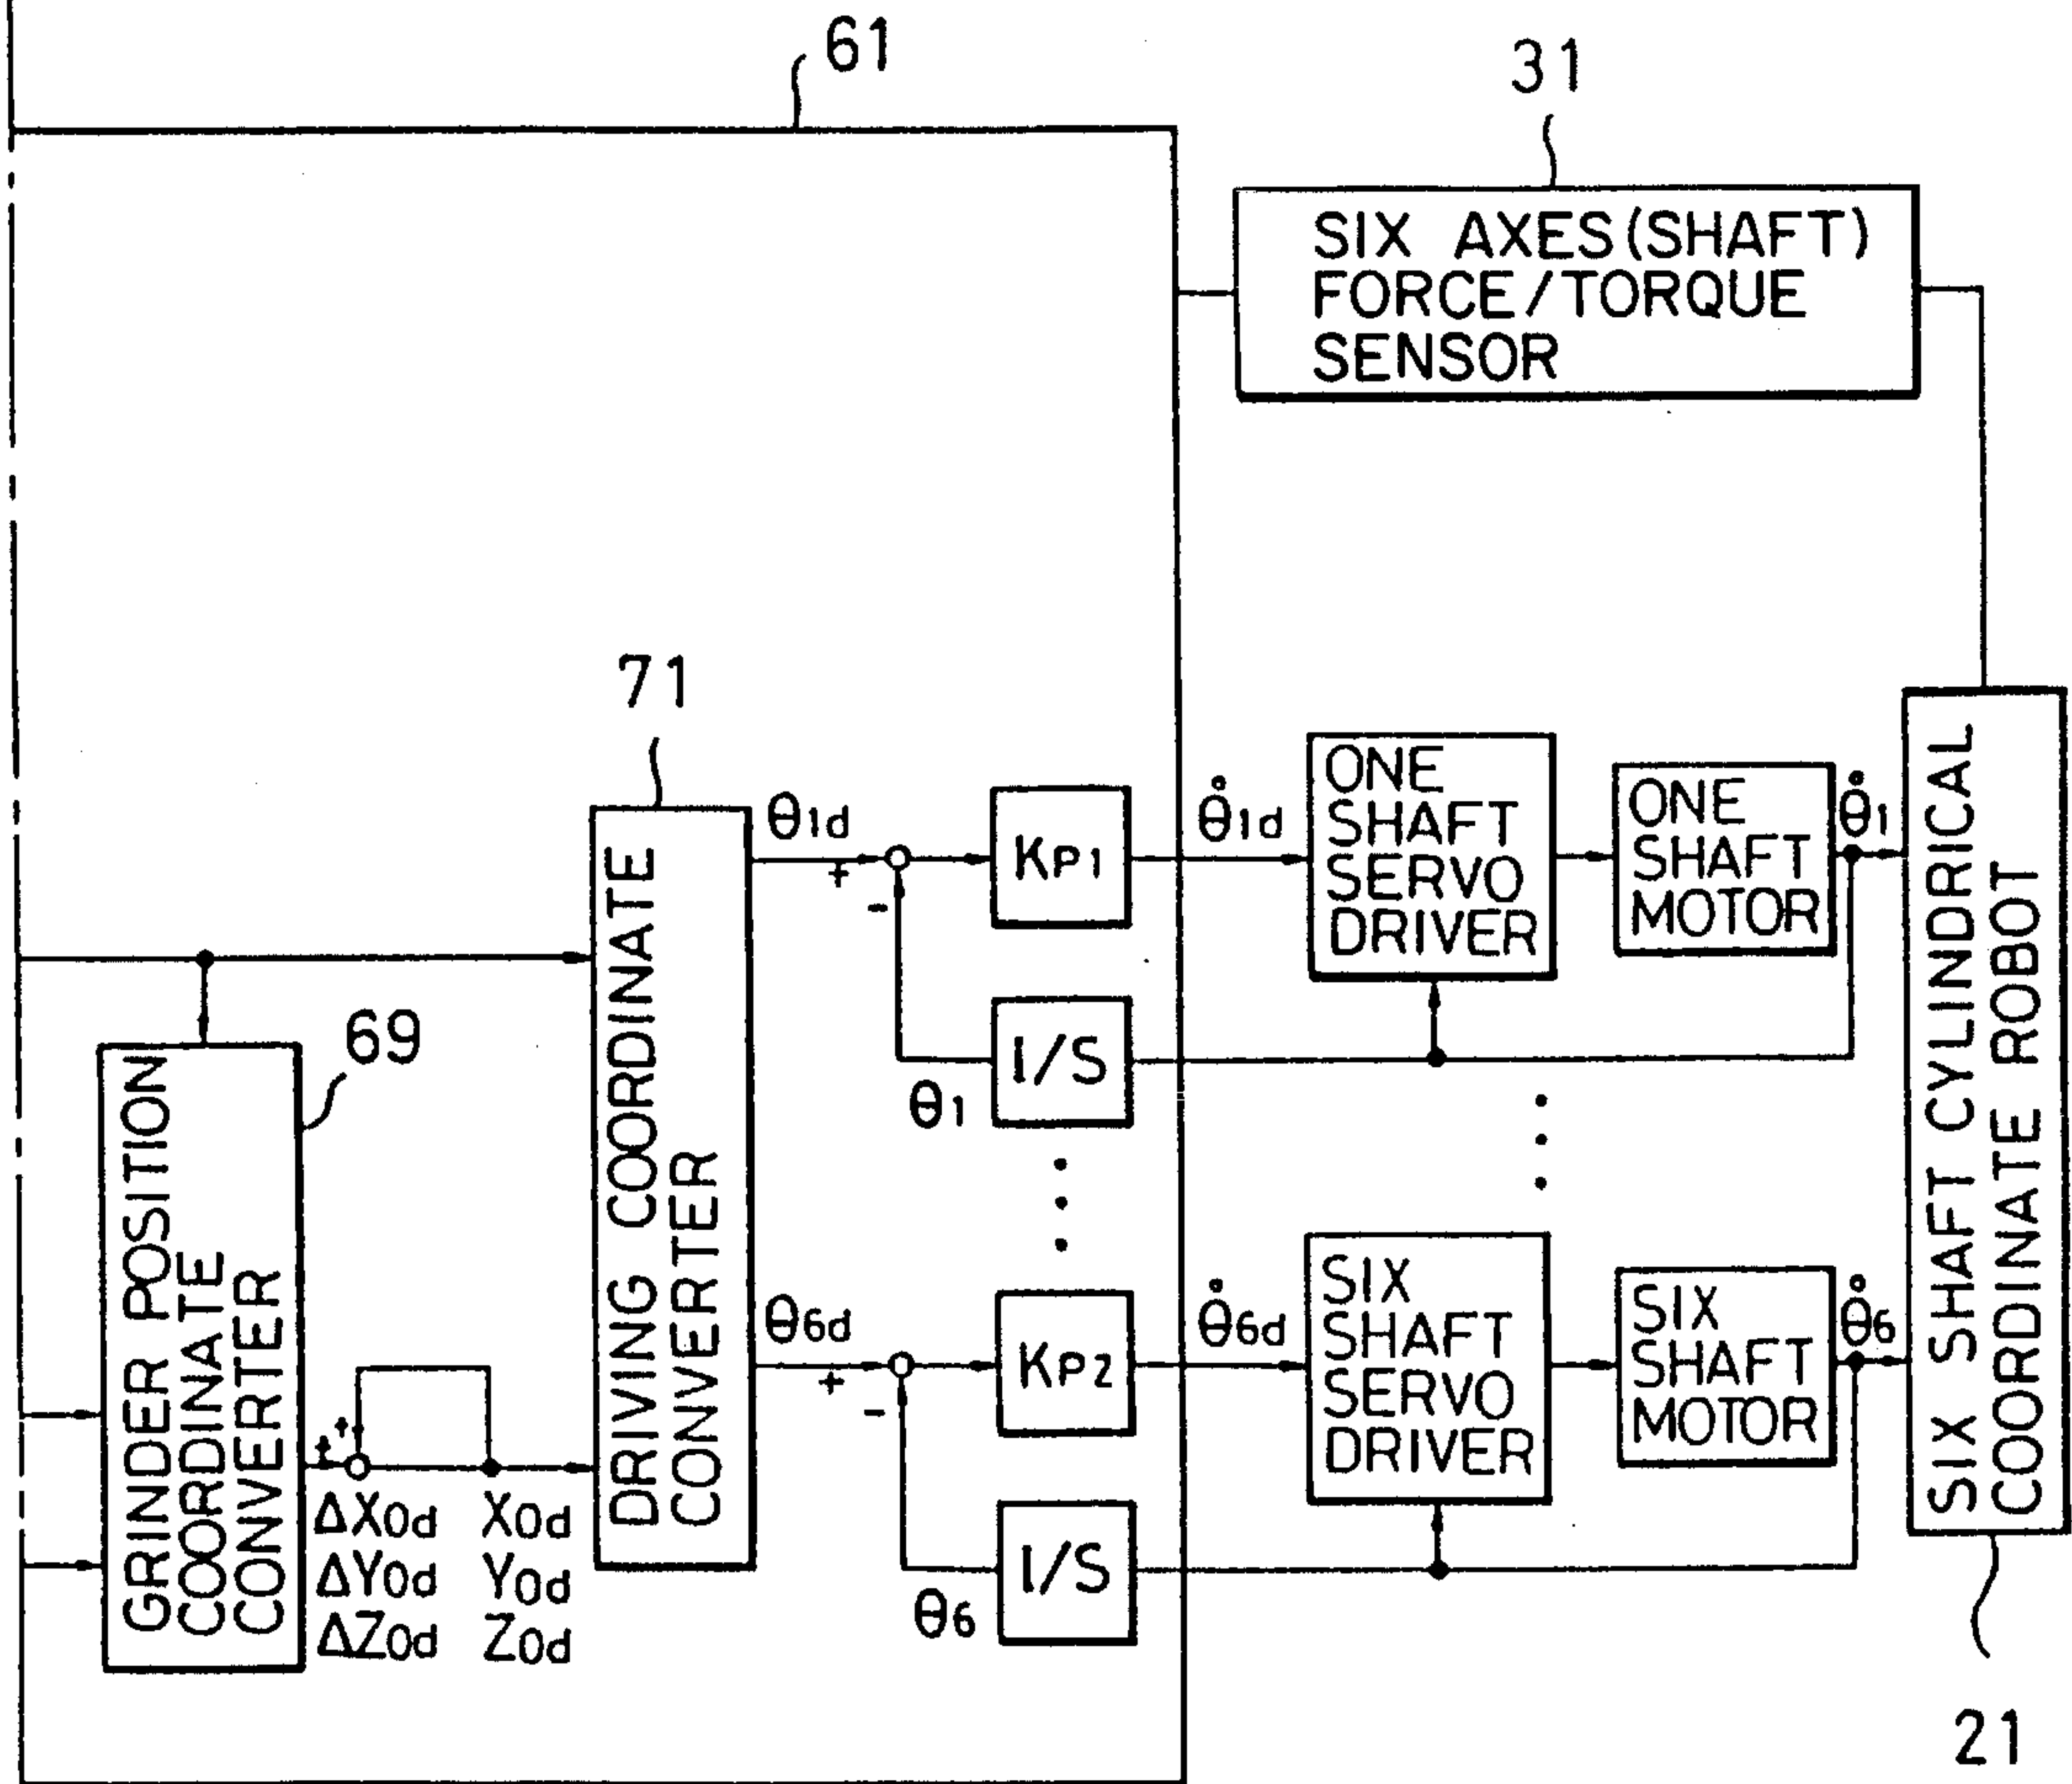 61
31
SIX AXES(SHAFT)
FORCE/TORQUE
SENSOR
71
θ1d
+
-
KP1
θ̇1d
ONE
SHAFT
SERVO
DRIVER
ONE
SHAFT
MOTOR
θ̇1
1/S
θ1
69
GRINDER POSITION
COORDINATE
CONVERTER
DRIVING COORDINATE
CONVERTER
SIX SHAFT CYLINDRICAL
COORDINATE ROBOT
θ6d
+
-
KP2
θ̇6d
SIX
SHAFT
SERVO
DRIVER
SIX
SHAFT
MOTOR
θ̇6
+
+
ΔX0d X0d
ΔY0d Y0d
ΔZ0d Z0d
1/S
θ6
21